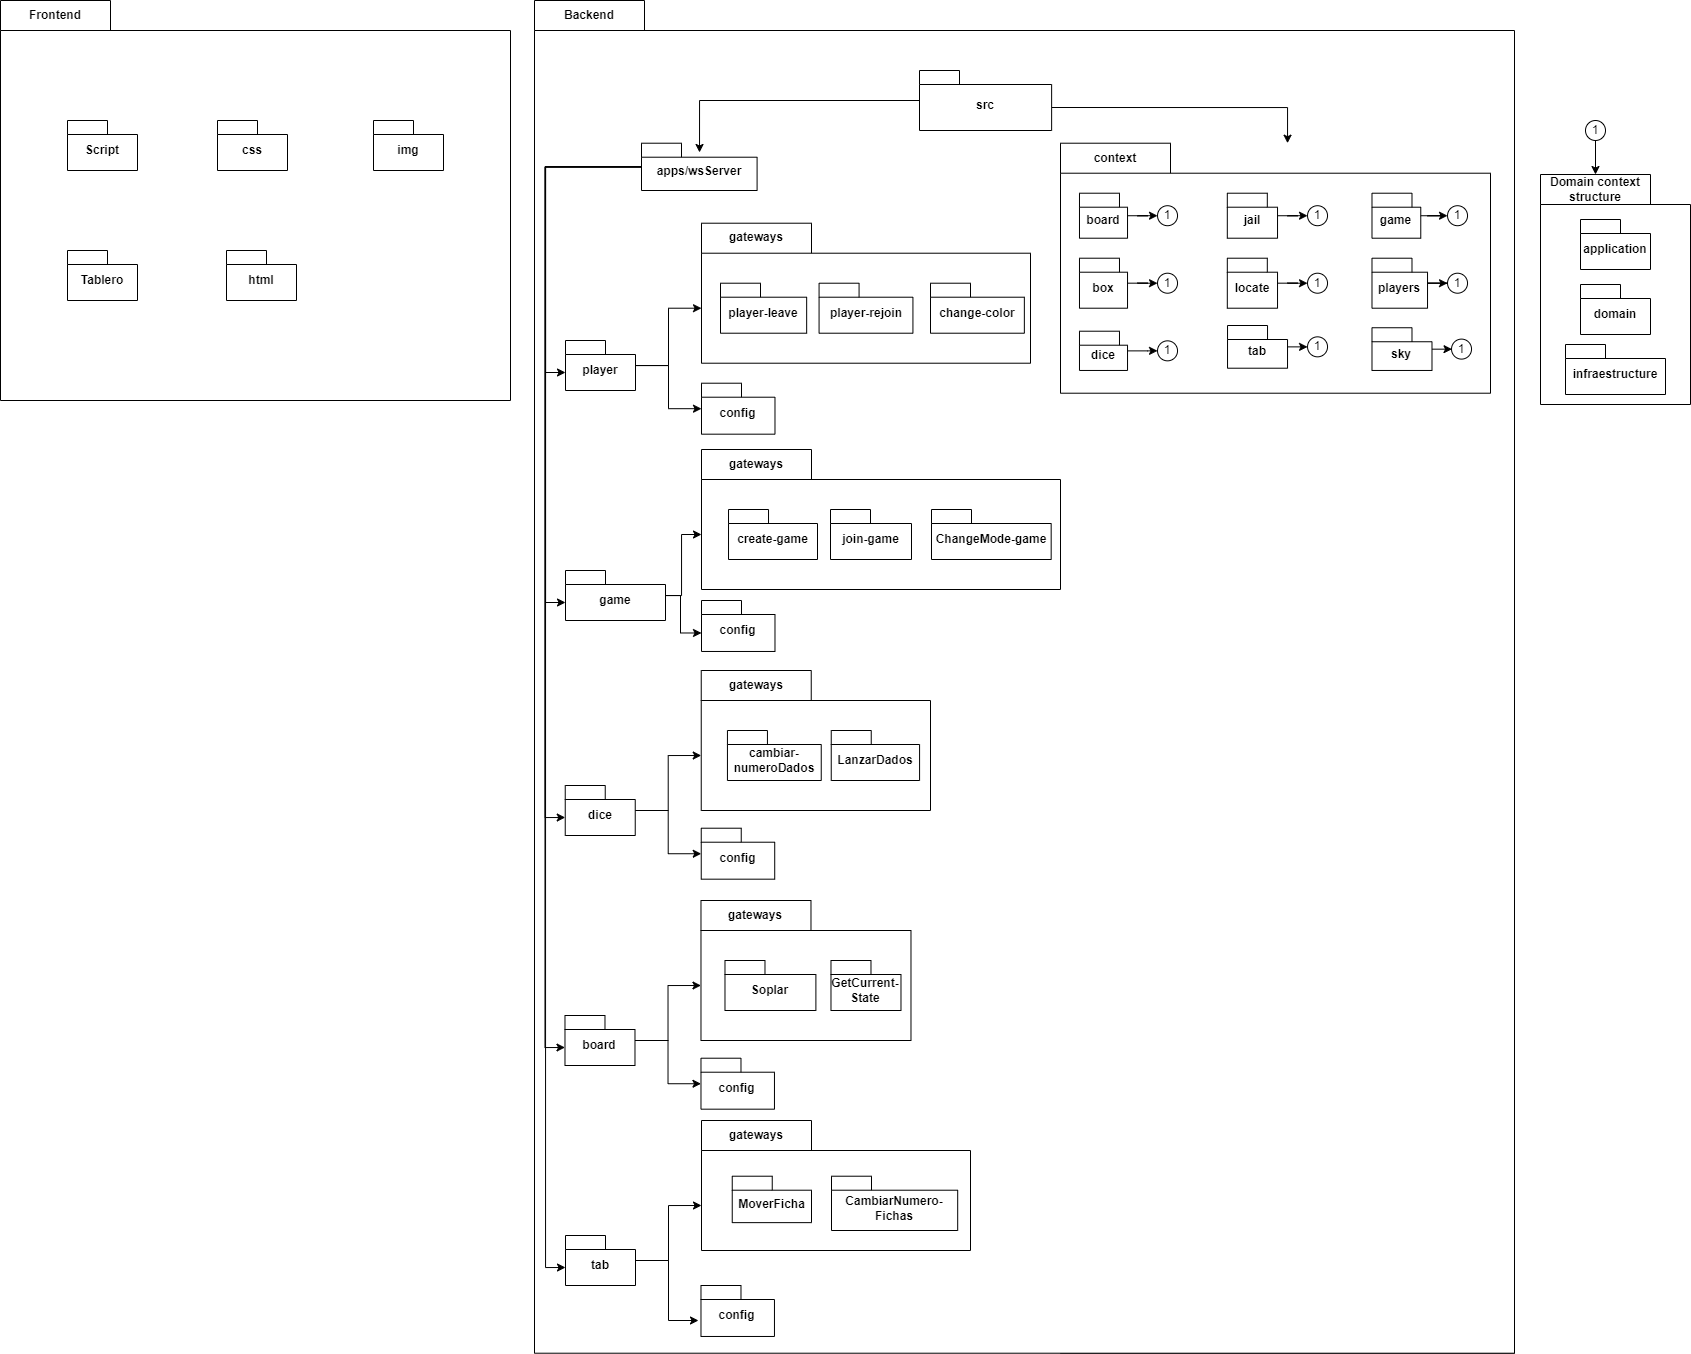 Frontend
Script
css
img
Tablero
html
Backend
src
apps/wsServer
context
board
1
jail
1
game
1
box
1
locate
1
players
1
dice
1
tab
1
sky
1
player
gateways
player-leave
player-rejoin
change-color
config
game
gateways
create-game
join-game
ChangeMode-game
config
dice
gateways
cambiar-
numeroDados
LanzarDados
config
board
gateways
Soplar
GetCurrent-
State
config
tab
gateways
MoverFicha
CambiarNumero-
Fichas
config
1
Domain context
structure
application
domain
infraestructure